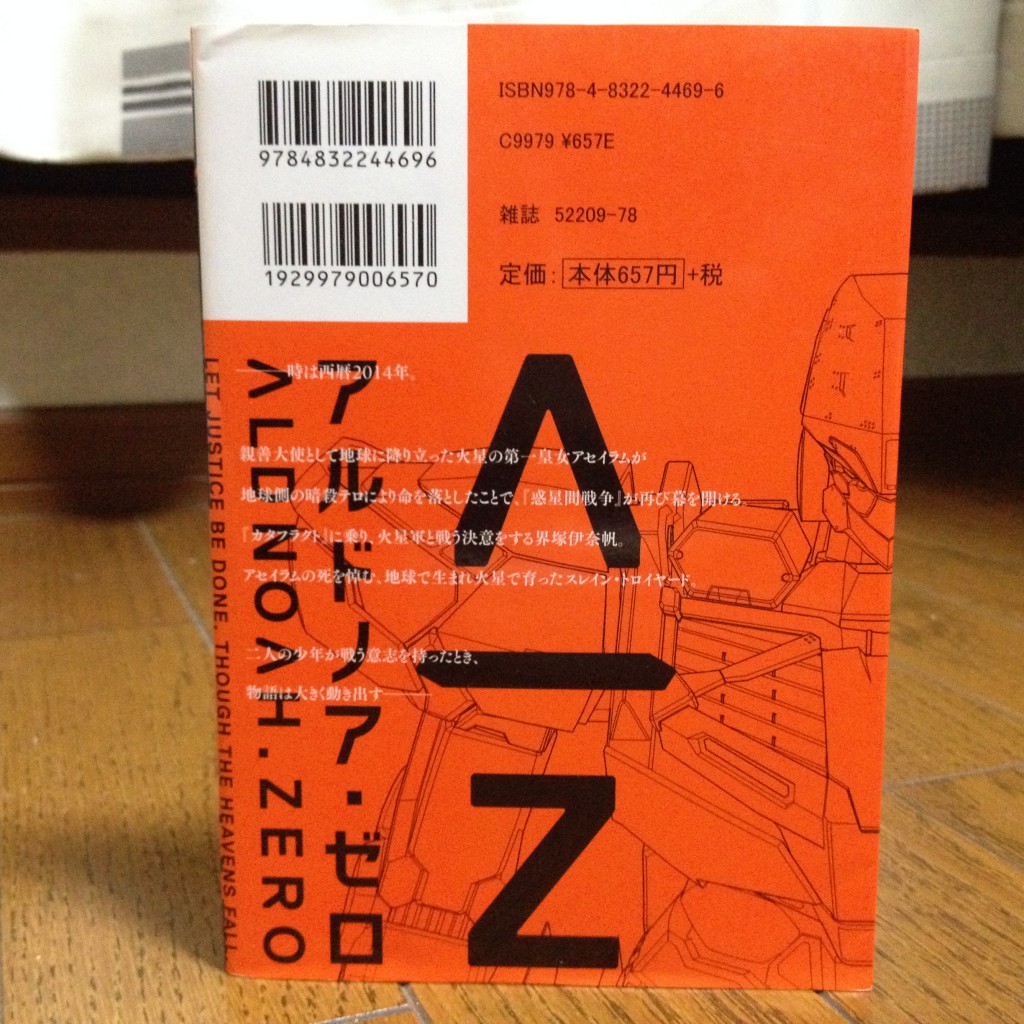 9784832244696
1929979006570
ISBN978-4-8322-4469-6
C9979 ¥657E
雑誌 52209-78
定価：本体657円+税
――時は西暦2014年。
親善大使として地球に降り立った火星の第一皇女アセイラムが
地球側の暗殺テロにより命を落としたことで、『惑星間戦争』が再び幕を開ける。
『カタフラクト』に乗り、火星軍と戦う決意をする界塚伊奈帆。
アセイラムの死を悼む、地球で生まれ火星で育ったスレイン・トロイヤード。
二人の少年が戦う意志を持ったとき、
物語は大きく動き出す――
アルドノア・ゼロ
ALDNOAH.ZERO
LET JUSTICE BE DONE, THOUGH THE HEAVENS FALL.
A
Z